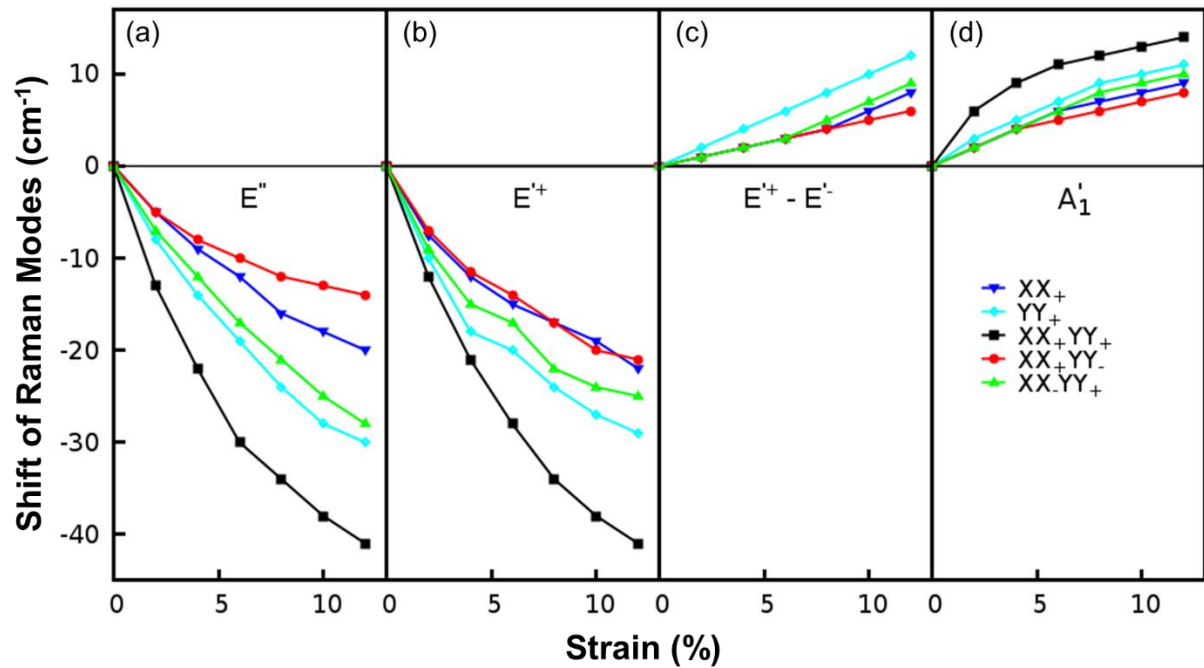 (a) (b) (c) (d)
Shift of Raman Modes (cm⁻¹)
10
0
-10
-20
-30
-40
E" E'+ E'+ - E'- A'₁
XX₊
YY₊
XX₊YY₊
XX₊YY₋
XX₋YY₊
0 5 10 0 5 10 0 5 10 0 5 10
Strain (%)